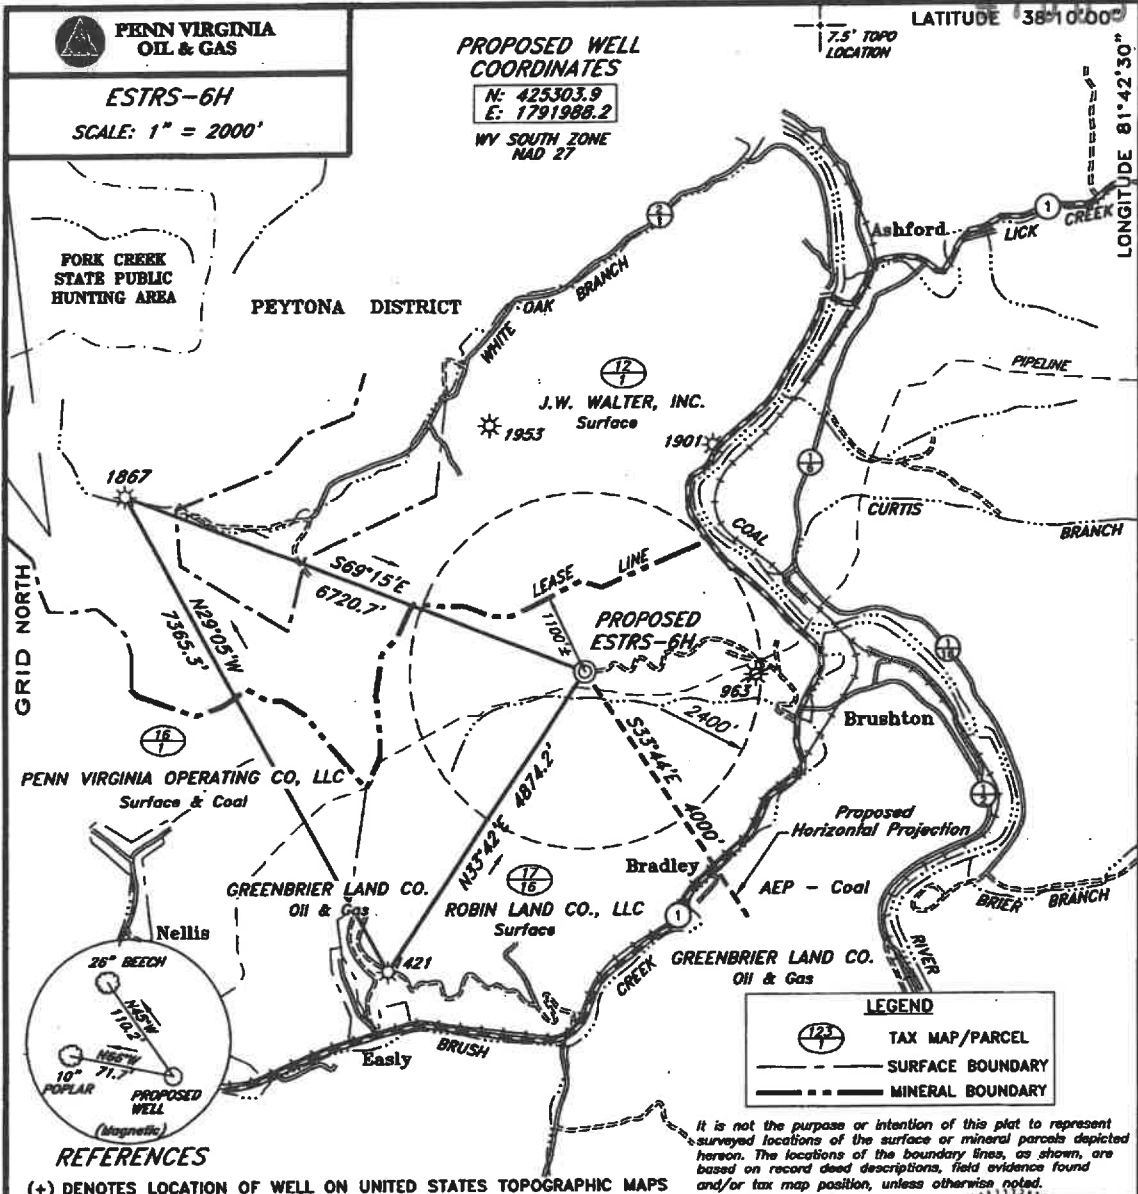 PENN VIRGINIA
OIL & GAS
ESTRS-6H
SCALE: 1" = 2000'
PROPOSED WELL
COORDINATES
N: 425303.9
E: 1791988.2
WV SOUTH ZONE
NAD 27
7.5' TOPO
LOCATION
LATITUDE 38°10'00"
LONGITUDE 81°42'30"
FORK CREEK
STATE PUBLIC
HUNTING AREA
PEYTONA DISTRICT
WHITE OAK BRANCH
Ashford
1
LICK CREEK
PIPELINE
12
1
J.W. WALTER, INC.
Surface
1953
1901
1867
CURTIS BRANCH
COAL
GRID NORTH
S69°15'E
6720.7'
N29°05'W
7365.3'
LEASE LINE
1100'±
PROPOSED
ESTRS-6H
963
2400'
Brushton
16
1
PENN VIRGINIA OPERATING CO, LLC
Surface & Coal
N33°42'E 4874.2'
S33°44'E 4000'
Proposed
Horizontal Projection
Bradley
AEP - Coal
BRIER BRANCH
GREENBRIER LAND CO.
Oil & Gas
17
16
ROBIN LAND CO., LLC
Surface
1
GREENBRIER LAND CO.
Oil & Gas
RIVER
Nellis
421
CREEK
BRUSH
Easly
26" BEECH
N45°W
110.2'
71.7'
10"
POPLAR
PROPOSED
WELL
(Magnetic)
REFERENCES
LEGEND
TAX MAP/PARCEL
SURFACE BOUNDARY
MINERAL BOUNDARY
It is not the purpose or intention of this plat to represent
surveyed locations of the surface or mineral parcels depicted
hereon. The locations of the boundary lines, as shown, are
based on record deed descriptions, field evidence found
and/or tax map position, unless otherwise noted.
(+) DENOTES LOCATION OF WELL ON UNITED STATES TOPOGRAPHIC MAPS